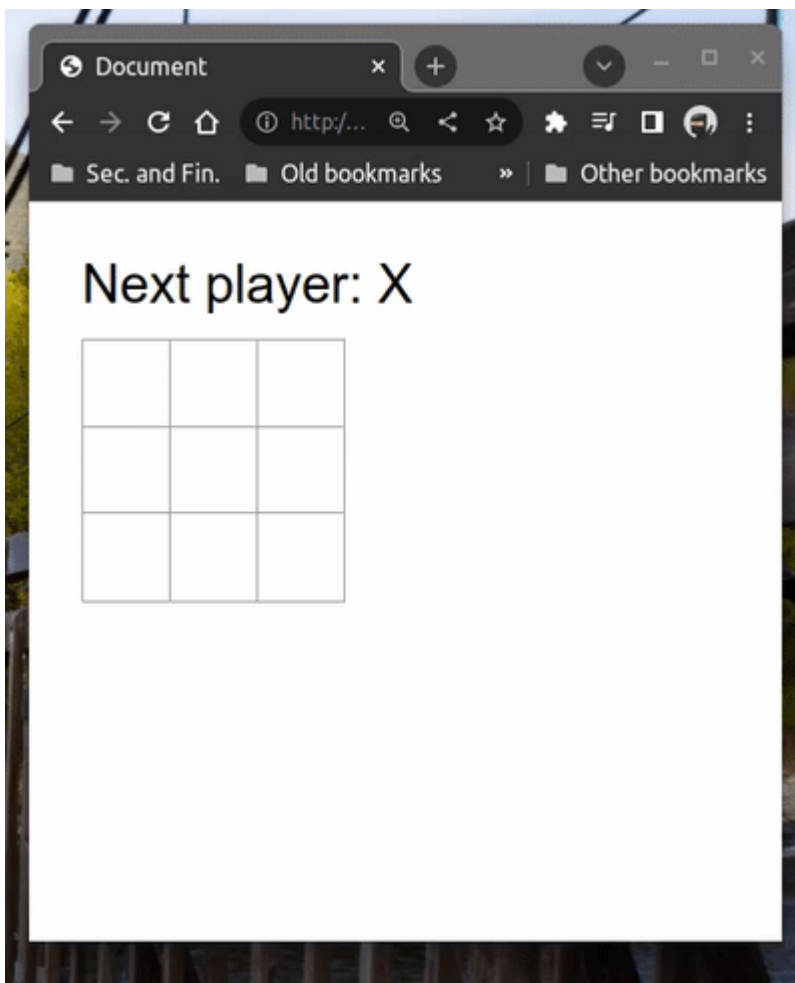 Document
http:/...
Sec. and Fin. Old bookmarks » Other bookmarks
Next player: X